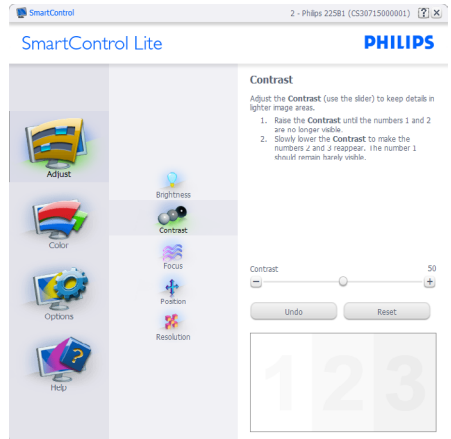 SmartControl
2 - Philips 225B1 (CS30715000001)
SmartControl Lite
PHILIPS
Adjust
Color
Options
Help
Brightness
Contrast
Focus
Position
Resolution
Contrast
Adjust the Contrast (use the slider) to keep details in
lighter image areas.
1. Raise the Contrast until the numbers 1 and 2
are no longer visible.
2. Slowly lower the Contrast to make the
numbers 2 and 3 reappear. The number 1
should remain barely visible.
Contrast 50
Undo Reset
1 2 3